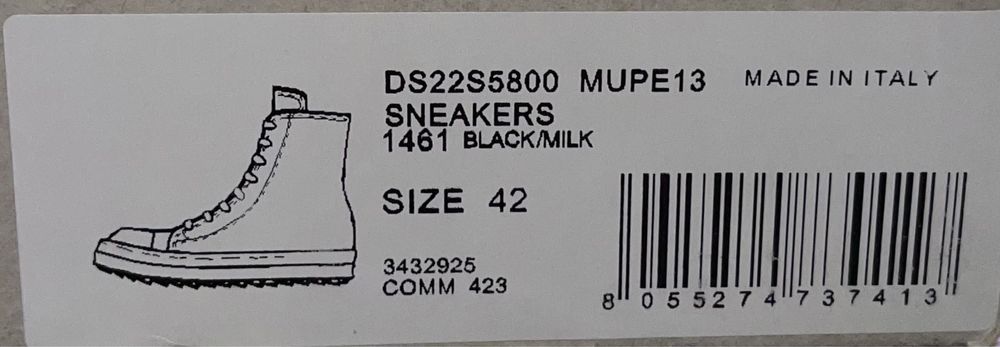 DS22S5800 MUPE13 MADE IN ITALY
SNEAKERS
1461 BLACK/MILK
SIZE 42
3432925
COMM 423
8 055274 737413